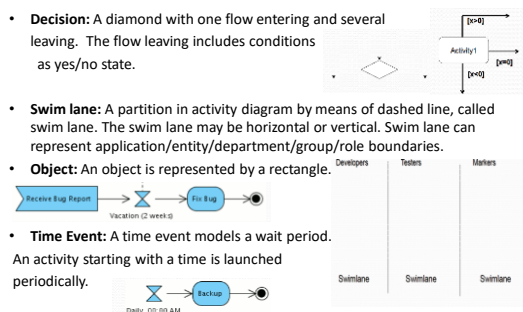 • Decision: A diamond with one flow entering and several
leaving. The flow leaving includes conditions
as yes/no state.
[x>0]
Activity1
[x=0]
[x<0]
• Swim lane: A partition in activity diagram by means of dashed line, called
swim lane. The swim lane may be horizontal or vertical. Swim lane can
represent application/entity/department/group/role boundaries.
• Object: An object is represented by a rectangle.
Developers Testers Markers
Receive Bug Report Fix Bug
Vacation (2 weeks)
• Time Event: A time event models a wait period.
An activity starting with a time is launched
periodically.
Swimlane Swimlane Swimlane
Backup
Daily, 00:00 AM